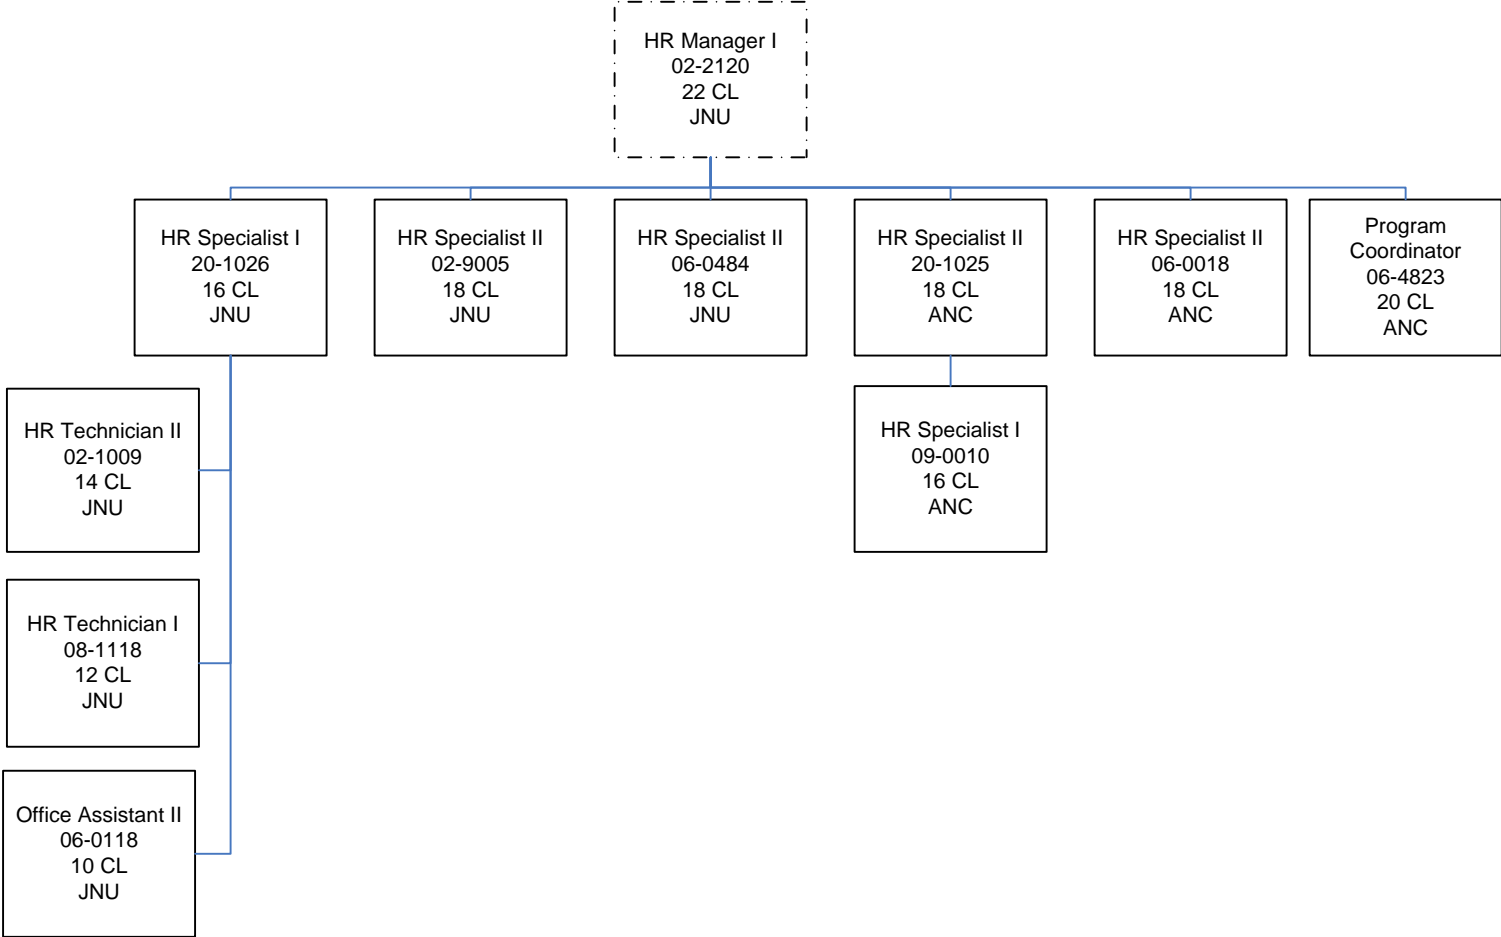 HR Manager I
02-2120
22 CL
JNU
HR Specialist I
20-1026
16 CL
JNU
HR Specialist II
02-9005
18 CL
JNU
HR Specialist II
06-0484
18 CL
JNU
HR Specialist II
20-1025
18 CL
ANC
HR Specialist II
06-0018
18 CL
ANC
Program
Coordinator
06-4823
20 CL
ANC
HR Technician II
02-1009
14 CL
JNU
HR Specialist I
09-0010
16 CL
ANC
HR Technician I
08-1118
12 CL
JNU
Office Assistant II
06-0118
10 CL
JNU